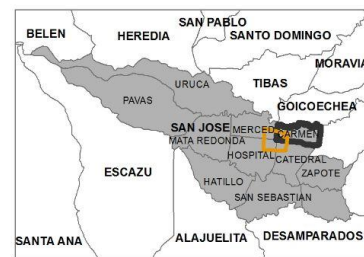 SAN PABLO
BELEN
HEREDIA
SANTO DOMINGO
MORAVIA
TIBAS
URUCA
PAVAS
GOICOECHEA
SAN JOSE
MERCED
CARMEN
MATA REDONDA
HOSPITAL
CATEDRAL
ESCAZU
ZAPOTE
HATILLO
SAN SEBASTIAN
SANTA ANA
ALAJUELITA
DESAMPARADOS